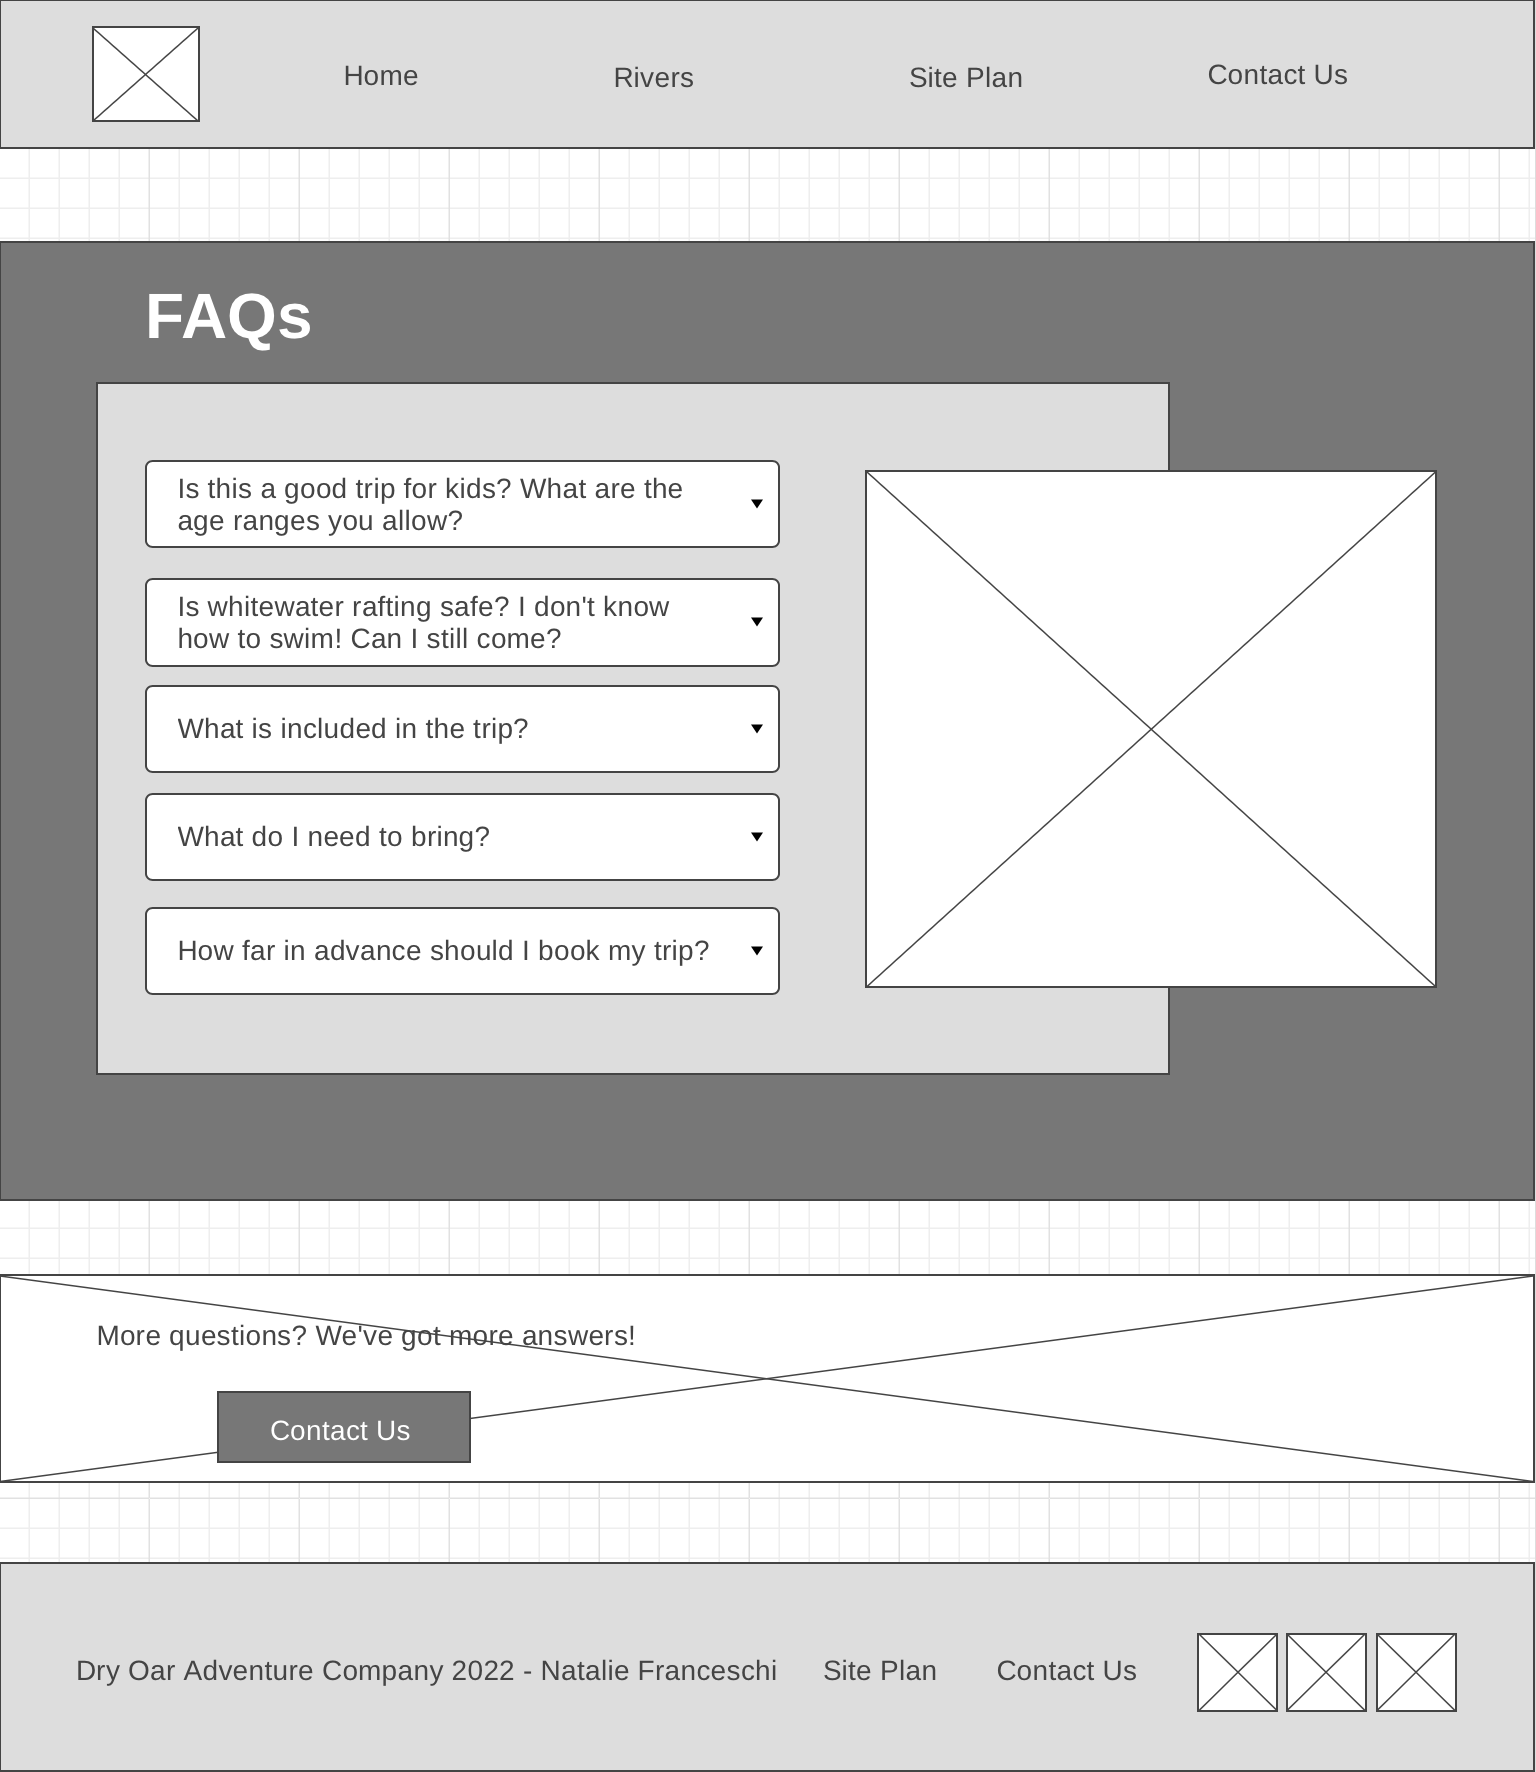 Home Rivers Site Plan Contact Us
FAQs
Is this a good trip for kids? What are the
age ranges you allow?
Is whitewater rafting safe? I don't know
how to swim! Can I still come?
What is included in the trip?
What do I need to bring?
How far in advance should I book my trip?
More questions? We've got more answers!
Contact Us
Dry Oar Adventure Company 2022 - Natalie Franceschi Site Plan Contact Us